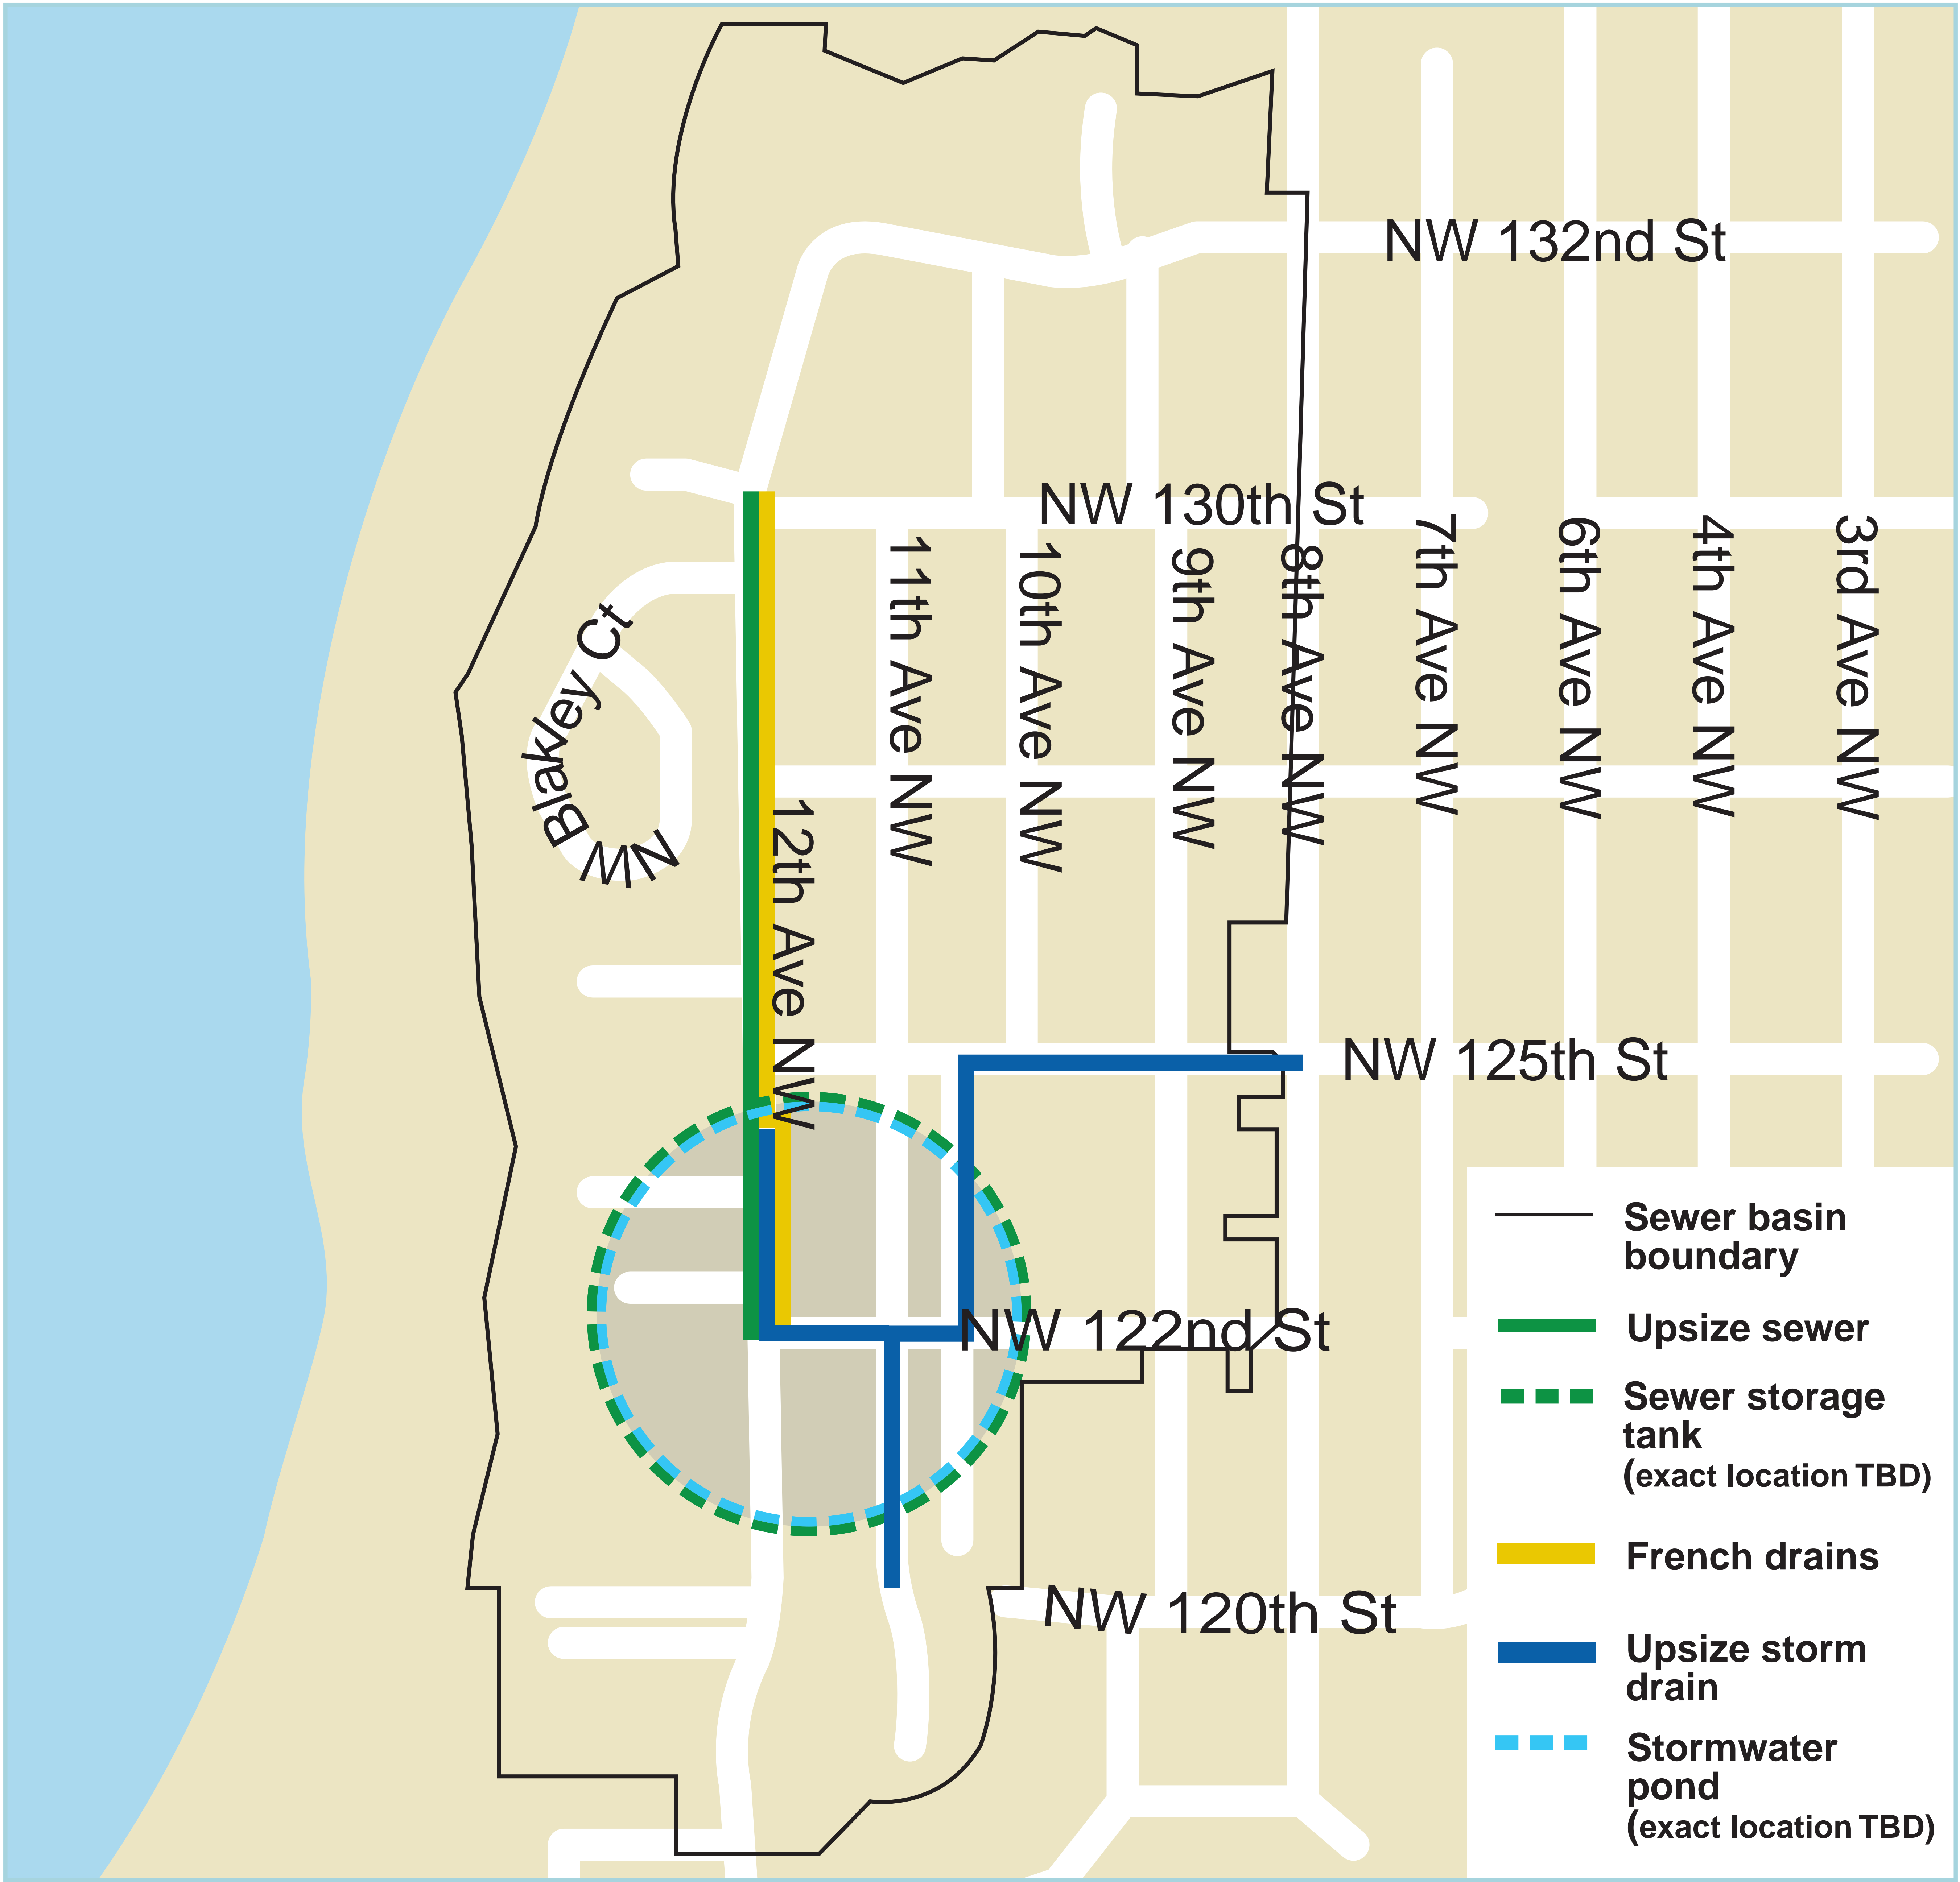 NW 132nd St
NW 130th St
11th Ave NW
10th Ave NW
9th Ave NW
8th Ave NW
7th Ave NW
6th Ave NW
4th Ave NW
3rd Ave NW
NW Blakley Ct
12th Ave NW
NW 125th St
NW 122nd St
NW 120th St
Sewer basin
boundary
Upsize sewer
Sewer storage
tank
(exact location TBD)
French drains
Upsize storm
drain
Stormwater
pond
(exact location TBD)